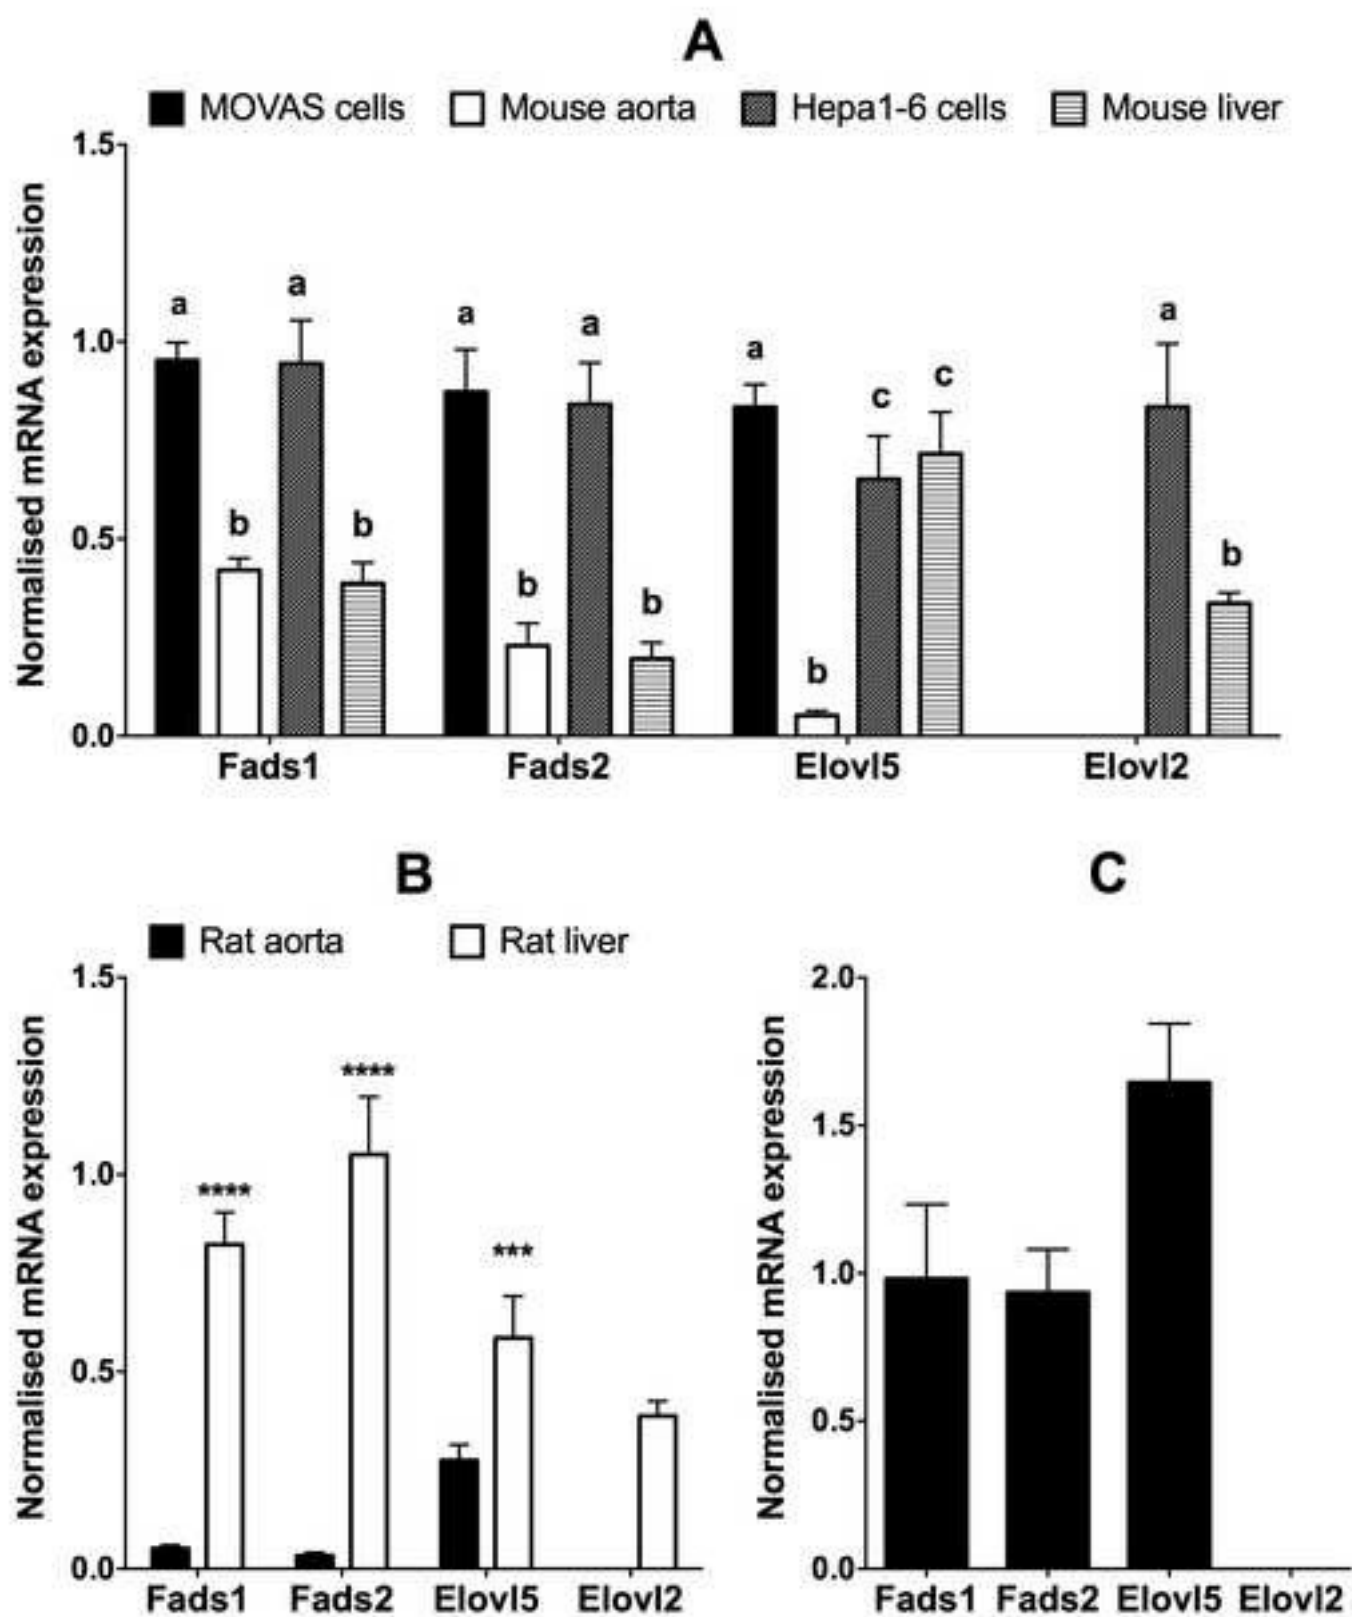 A
MOVAS cells Mouse aorta Hepa1-6 cells Mouse liver
Normalised mRNA expression
1.5
1.0
0.5
0.0
a b a b
a b a b
a b c c
a b
Fads1 Fads2 Elovl5 Elovl2
B
Rat aorta Rat liver
Normalised mRNA expression
1.5
1.0
0.5
0.0
****
****
***
Fads1 Fads2 Elovl5 Elovl2
C
Normalised mRNA expression
2.0
1.5
1.0
0.5
0.0
Fads1 Fads2 Elovl5 Elovl2